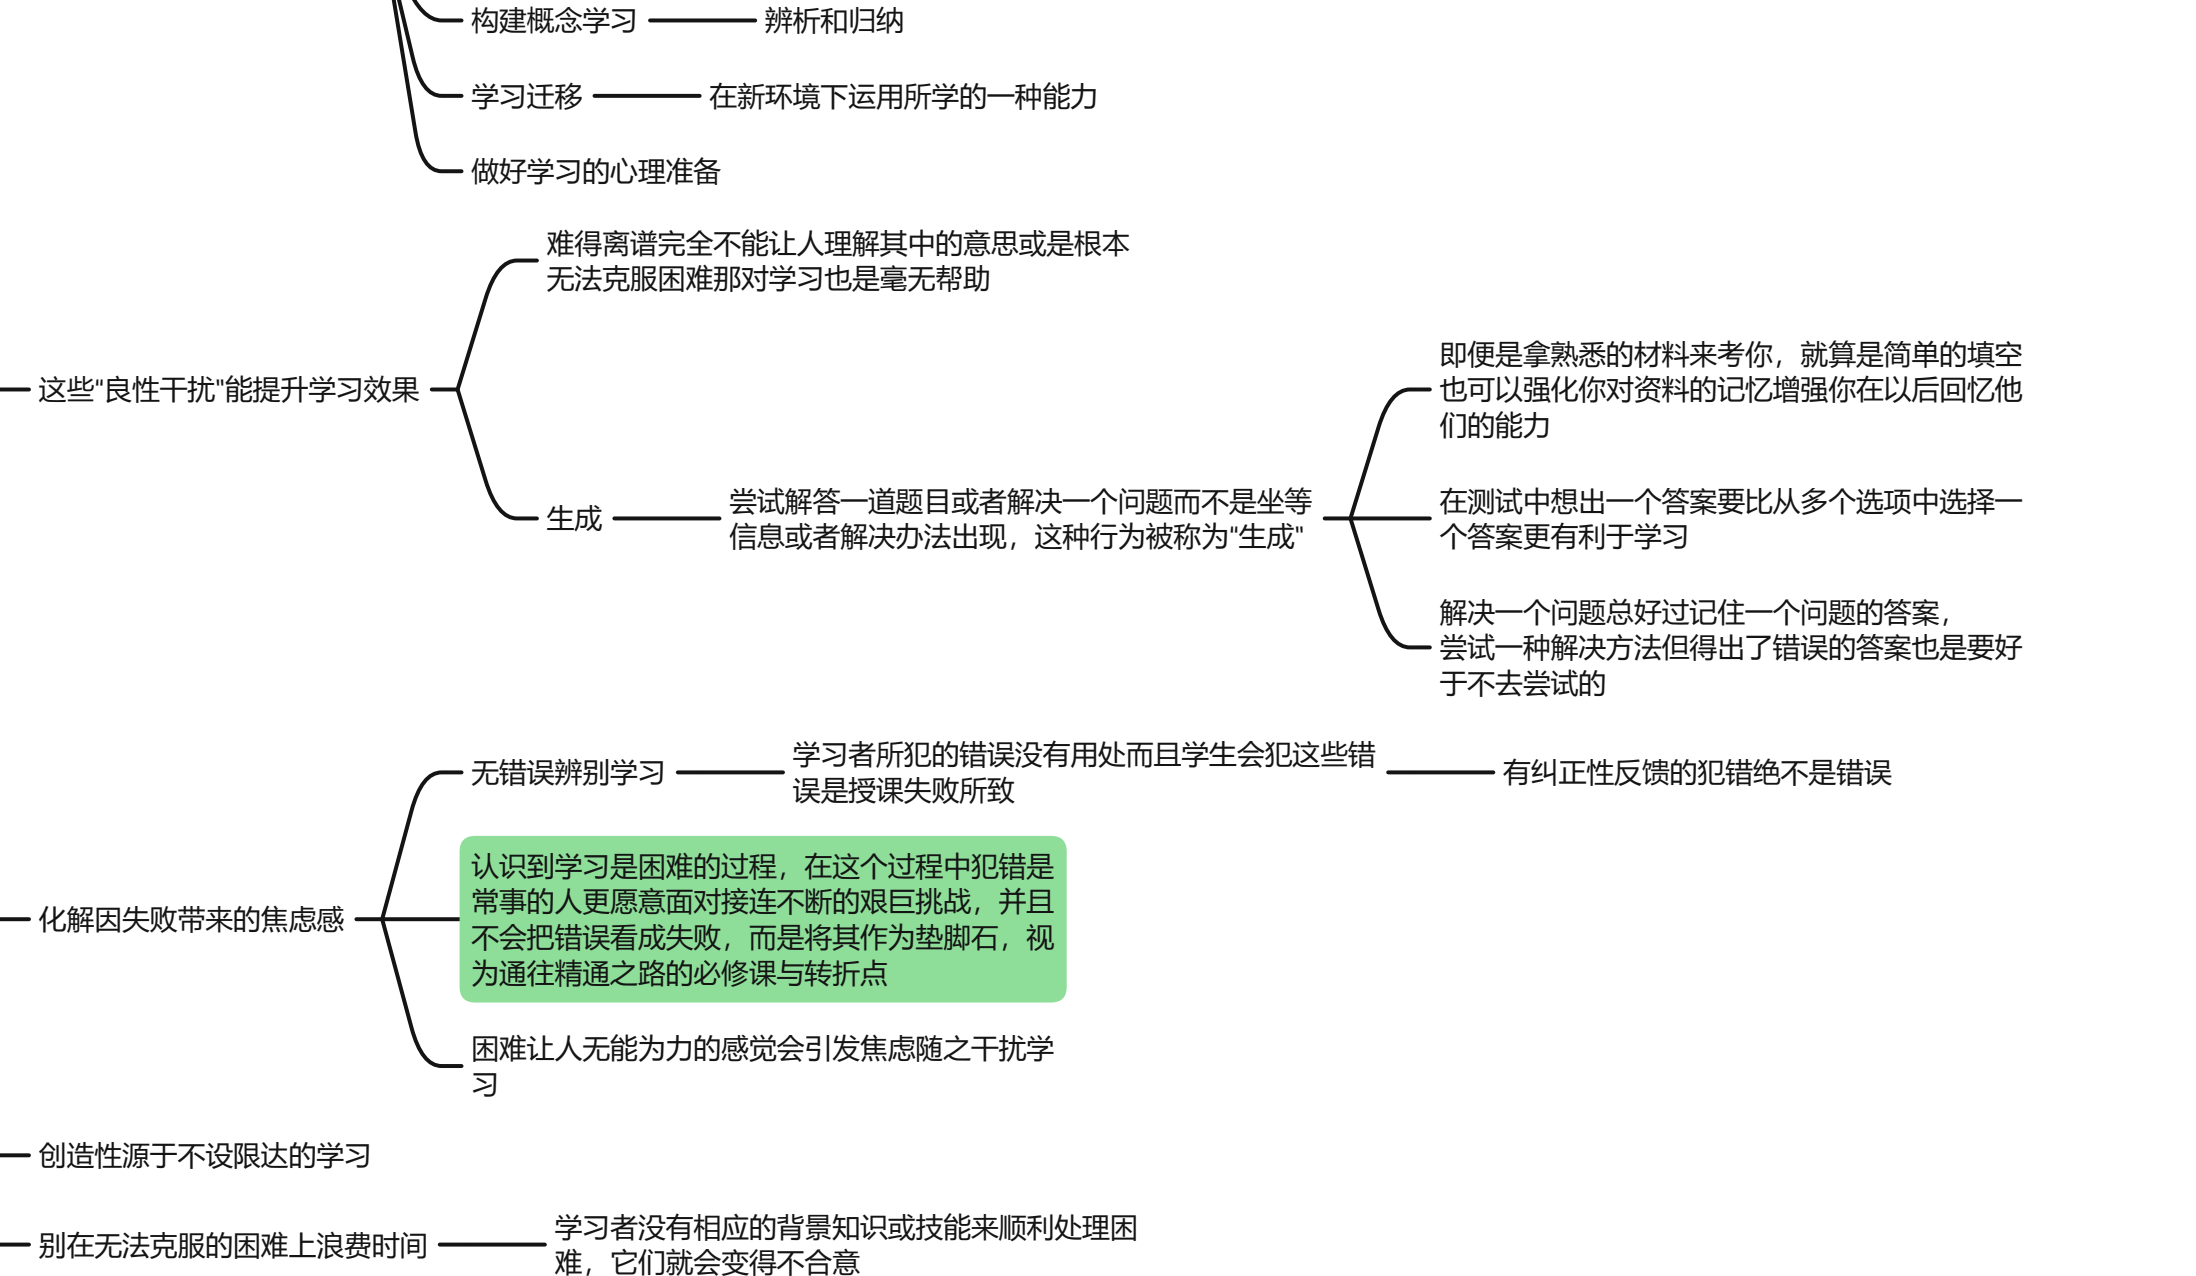 构建概念学习
辨析和归纳
学习迁移
在新环境下运用所学的一种能力
做好学习的心理准备
难得离谱完全不能让人理解其中的意思或是根本
无法克服困难那对学习也是毫无帮助
这些"良性干扰"能提升学习效果
生成
尝试解答一道题目或者解决一个问题而不是坐等
信息或者解决办法出现，这种行为被称为"生成"
即便是拿熟悉的材料来考你，就算是简单的填空
也可以强化你对资料的记忆增强你在以后回忆他
们的能力
在测试中想出一个答案要比从多个选项中选择一
个答案更有利于学习
解决一个问题总好过记住一个问题的答案，
尝试一种解决方法但得出了错误的答案也是要好
于不去尝试的
无错误辨别学习
学习者所犯的错误没有用处而且学生会犯这些错
误是授课失败所致
有纠正性反馈的犯错绝不是错误
化解因失败带来的焦虑感
认识到学习是困难的过程，在这个过程中犯错是
常事的人更愿意面对接连不断的艰巨挑战，并且
不会把错误看成失败，而是将其作为垫脚石，视
为通往精通之路的必修课与转折点
困难让人无能为力的感觉会引发焦虑随之干扰学
习
创造性源于不设限达的学习
别在无法克服的困难上浪费时间
学习者没有相应的背景知识或技能来顺利处理困
难，它们就会变得不合意